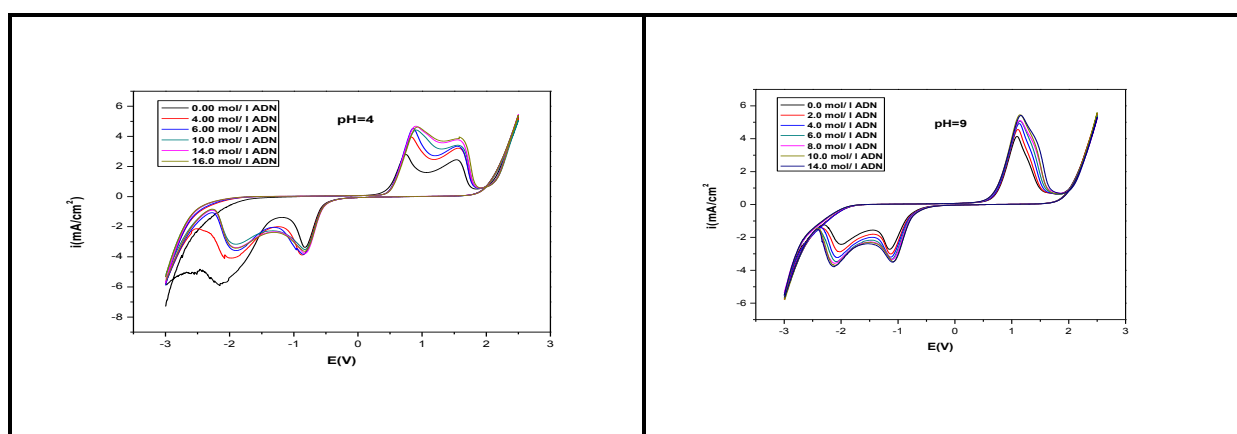 6
4
2
0
-2
-4
-6
-8
i(mA/cm²)
0.00 mol/ l ADN
4.00 mol/ l ADN
6.00 mol/ l ADN
10.0 mol/ l ADN
14.0 mol/ l ADN
16.0 mol/ l ADN
pH=4
-3 -2 -1 0 1 2 3
E(V)
6
4
2
0
-2
-4
-6
i(mA/cm²
0.0 mol/ l ADN
2.0 mol/ l ADN
4.0 mol/ l ADN
6.0 mol/ l ADN
8.0 mol/ l ADN
10.0 mol/ l ADN
14.0 mol/ l ADN
pH=9
-3 -2 -1 0 1 2 3
E(V)